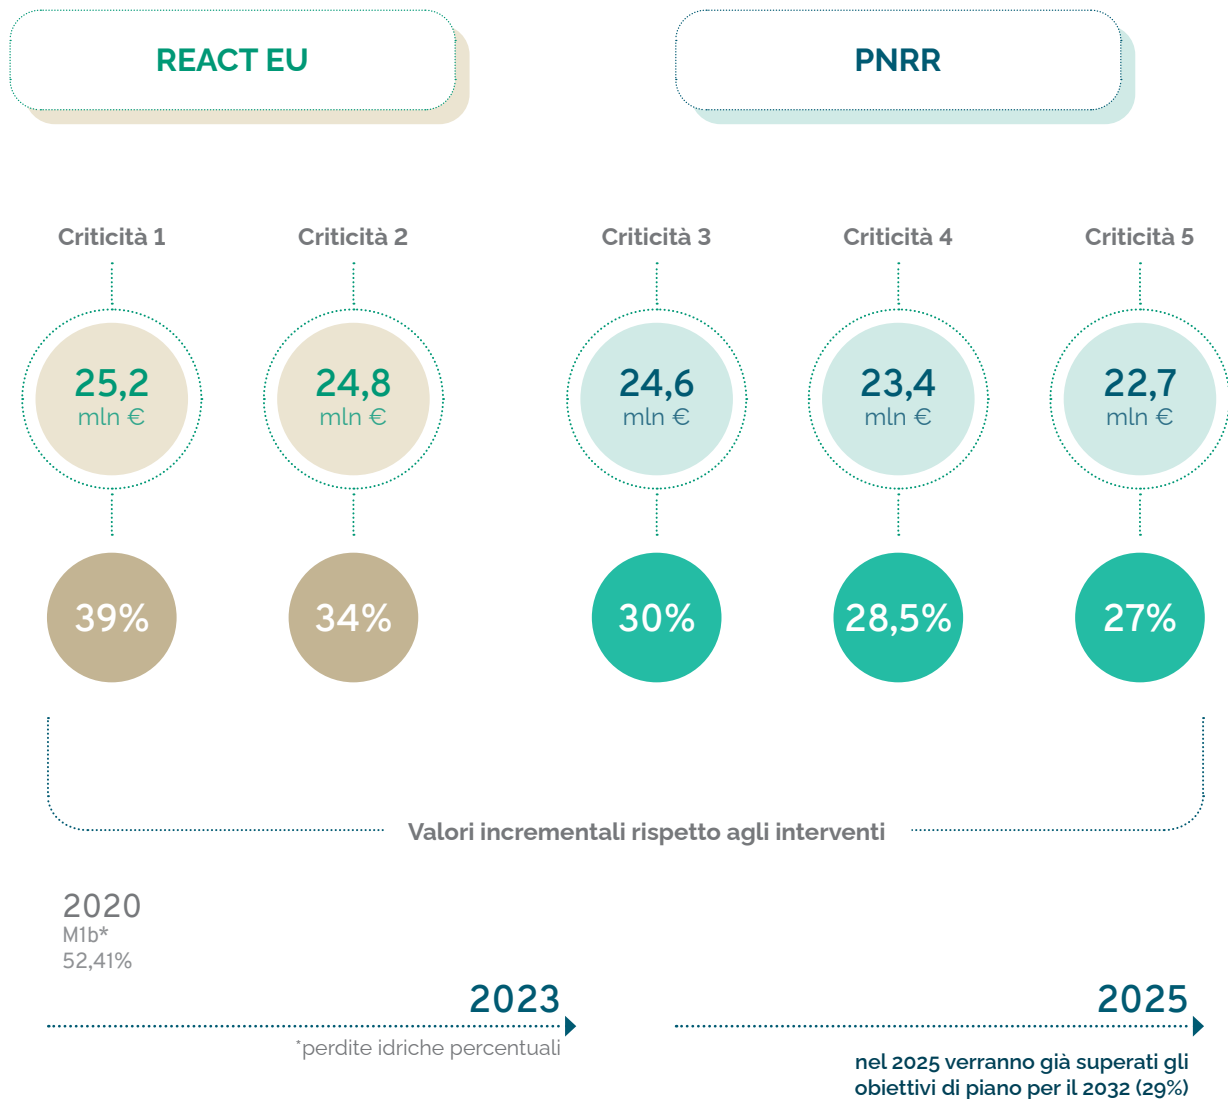 REACT EU
PNRR
Criticità 1
Criticità 2
Criticità 3
Criticità 4
Criticità 5
25,2
mln €
24,8
mln €
24,6
mln €
23,4
mln €
22,7
mln €
39%
34%
30%
28,5%
27%
Valori incrementali rispetto agli interventi
2020
M1b*
52,41%
2023
*perdite idriche percentuali
2025
nel 2025 verranno già superati gli
obiettivi di piano per il 2032 (29%)